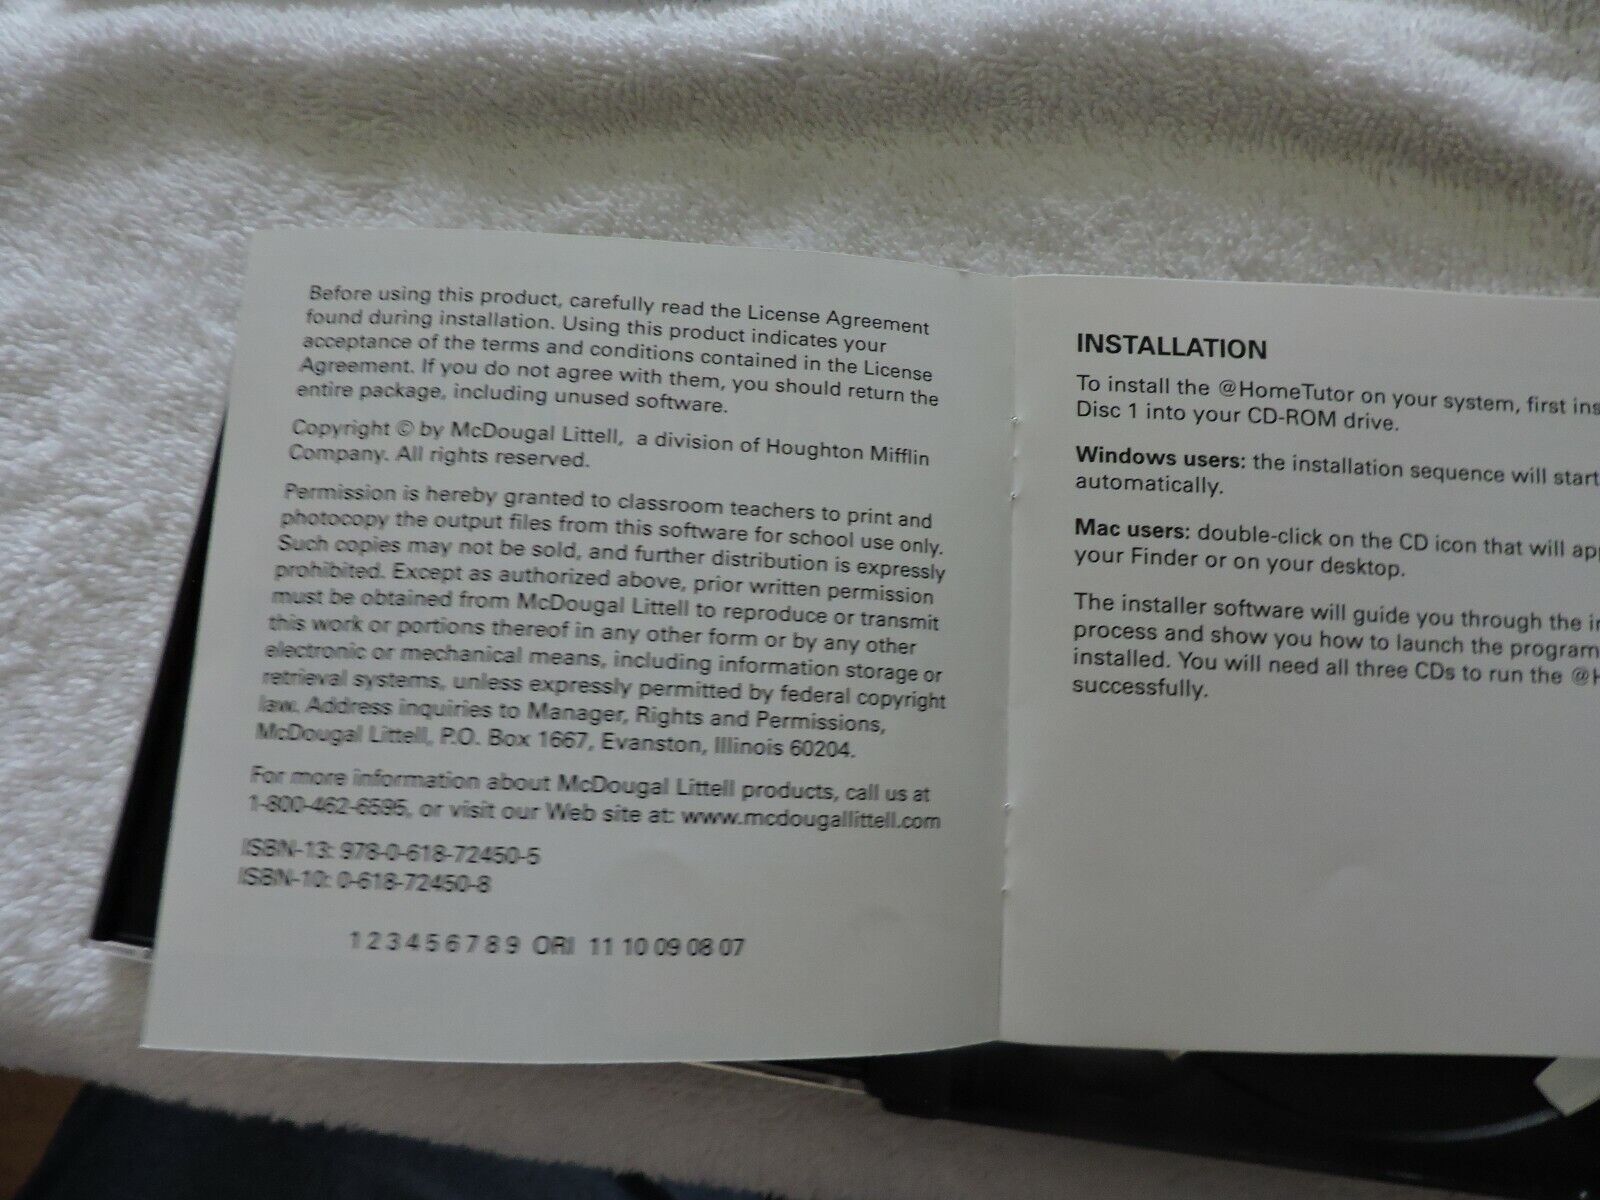 Before using this product, carefully read the License Agreement
found during installation. Using this product indicates your
acceptance of the terms and conditions contained in the License
Agreement. If you do not agree with them, you should return the
entire package, including unused software.
Copyright © by McDougal Littell, a division of Houghton Mifflin
Company. All rights reserved.
Permission is hereby granted to classroom teachers to print and
photocopy the output files from this software for school use only.
Such copies may not be sold, and further distribution is expressly
prohibited. Except as authorized above, prior written permission
must be obtained from McDougal Littell to reproduce or transmit
this work or portions thereof in any other form or by any other
electronic or mechanical means, including information storage or
retrieval systems, unless expressly permitted by federal copyright
law. Address inquiries to Manager, Rights and Permissions,
McDougal Littell, P.O. Box 1667, Evanston, Illinois 60204.
For more information about McDougal Littell products, call us at
1-800-462-6595, or visit our Web site at: www.mcdougallittell.com
ISBN-13: 978-0-618-72450-5
ISBN-10: 0-618-72450-8
1 2 3 4 5 6 7 8 9 ORI 11 10 09 08 07
INSTALLATION
To install the @HomeTutor on your system, first ins
Disc 1 into your CD-ROM drive.
Windows users: the installation sequence will start
automatically.
Mac users: double-click on the CD icon that will app
your Finder or on your desktop.
The installer software will guide you through the in
process and show you how to launch the program
installed. You will need all three CDs to run the @H
successfully.